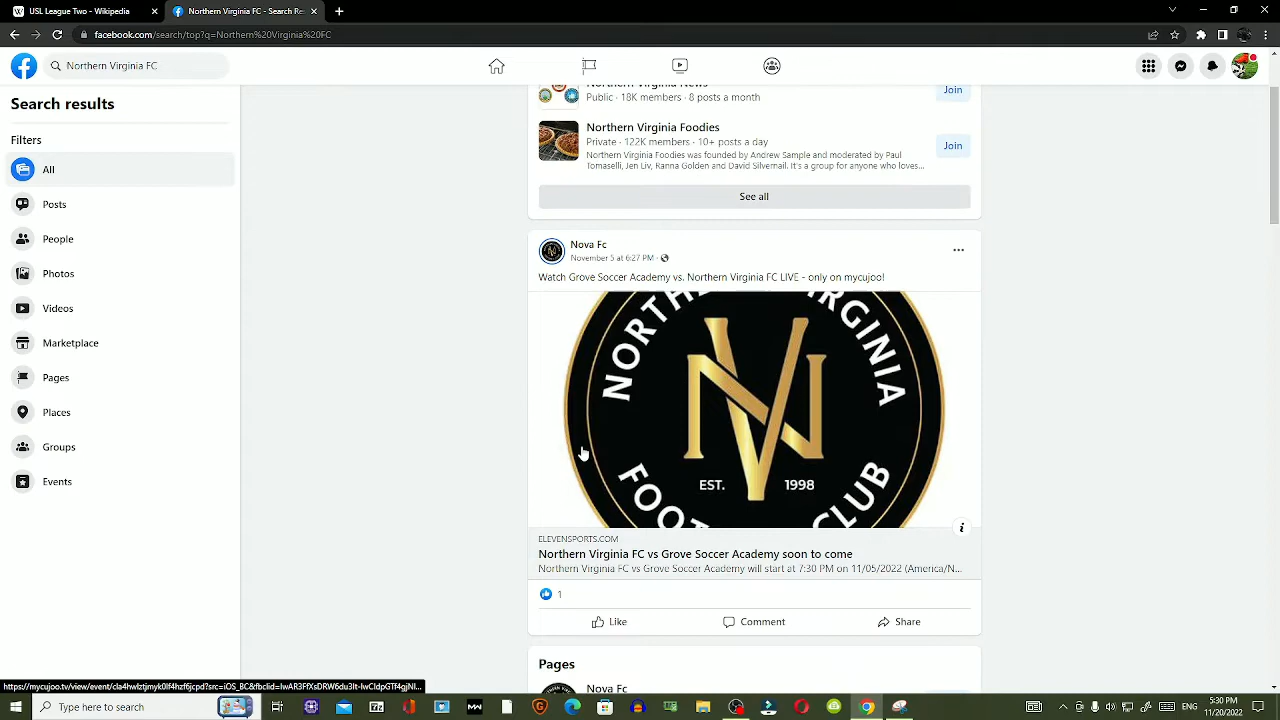 USL League Two - Wikipedia
Northern Virginia FC - Search Re
facebook.com/search/top?q=Northern%20Virginia%20FC
Northern Virginia FC
Search results
Filters
All
Posts
People
Photos
Videos
Marketplace
Pages
Places
Groups
Events
Northern Virginia News
Public · 18K members · 8 posts a month
Join
Northern Virginia Foodies
Private · 122K members · 10+ posts a day
Northern Virginia Foodies was founded by Andrew Sample and moderated by Paul
Tomaselli, Jen Liv, Ranna Golden and David Silvernail. It's a group for anyone who loves...
Join
See all
Nova Fc
November 5 at 6:27 PM ·
Watch Grove Soccer Academy vs. Northern Virginia FC LIVE - only on mycujoo!
NORTHE VIRGINIA
NV
EST. 1998
FOOT CLUB
ELEVENSPORTS.COM
Northern Virginia FC vs Grove Soccer Academy soon to come
Northern Virginia FC vs Grove Soccer Academy will start at 7:30 PM on 11/05/2022 (America/N...
1
Like
Comment
Share
Pages
Nova Fc
Type here to search
5:30 PM
11/20/2022